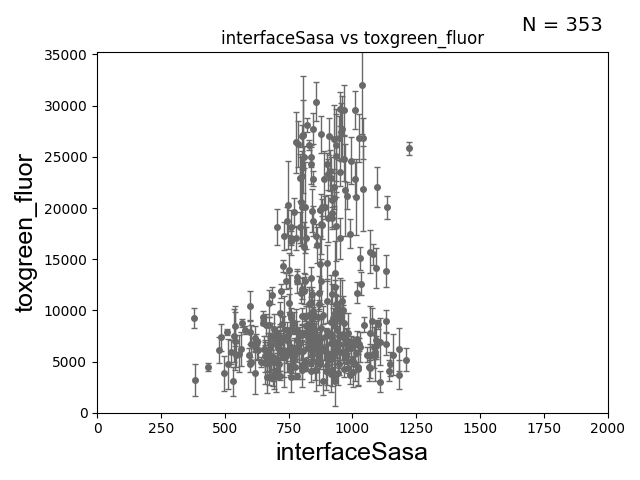 N = 353
interfaceSasa vs toxgreen_fluor
35000
30000
25000
20000
15000
10000
5000
0
toxgreen_fluor
0 250 500 750 1000 1250 1500 1750 2000
interfaceSasa